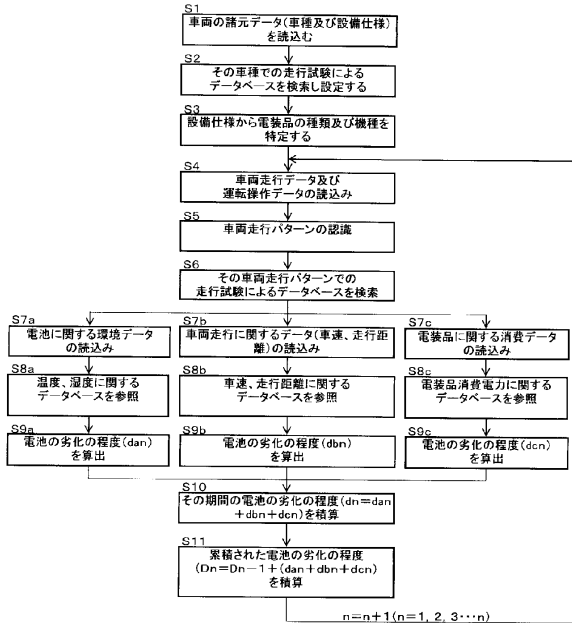 S1
車両の諸元データ(車種及び設備仕様)
を読込む
S2
その車種での走行試験による
データベースを検索し設定する
S3
設備仕様から電装品の種類及び機種を
特定する
S4
車両走行データ及び
運転操作データの読込み
S5
車両走行パターンの認識
S6
その車両走行パターンでの
走行試験によるデータベースを検索
S7a
電池に関する環境データ
の読込み
S7b
車両走行に関するデータ(車速、走行距
離)の読込み
S7c
電装品に関する消費データ
の読込み
S8a
温度、湿度に関する
データベースを参照
S8b
車速、走行距離に関する
データベースを参照
S8c
電装品消費電力に関する
データベースを参照
S9a
電池の劣化の程度(dan)
を算出
S9b
電池の劣化の程度(dbn)
を算出
S9c
電池の劣化の程度(dcn)
を算出
S10
その期間の電池の劣化の程度(dn=dan
+dbn+dcn)を積算
S11
累積された電池の劣化の程度
(Dn=Dn-1+(dan+dbn+dcn)
を積算
n=n+1(n=1, 2, 3···n)